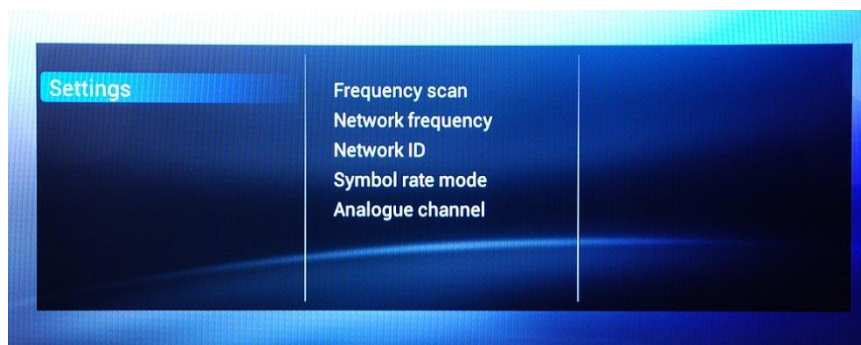 Settings
Frequency scan
Network frequency
Network ID
Symbol rate mode
Analogue channel